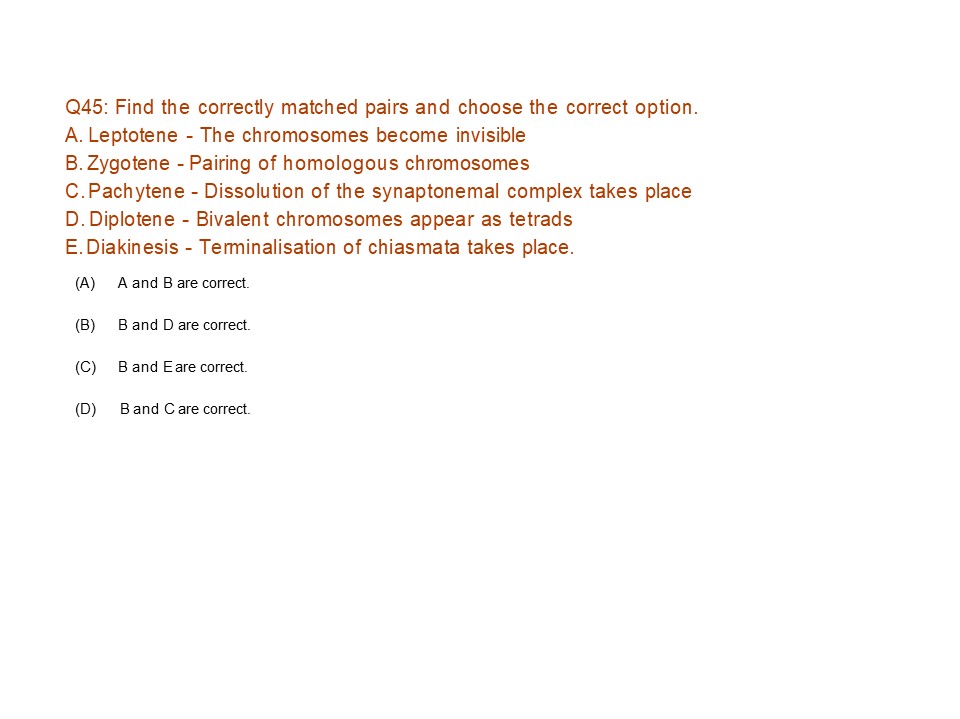 Q45: Find the correctly matched pairs and choose the correct option.
A. Leptotene - The chromosomes become invisible
B. Zygotene - Pairing of homologous chromosomes
C. Pachytene - Dissolution of the synaptonemal complex takes place
D. Diplotene - Bivalent chromosomes appear as tetrads
E. Diakinesis - Terminalisation of chiasmata takes place.
(A) A and B are correct.
(B) B and D are correct.
(C) B and E are correct.
(D) B and C are correct.